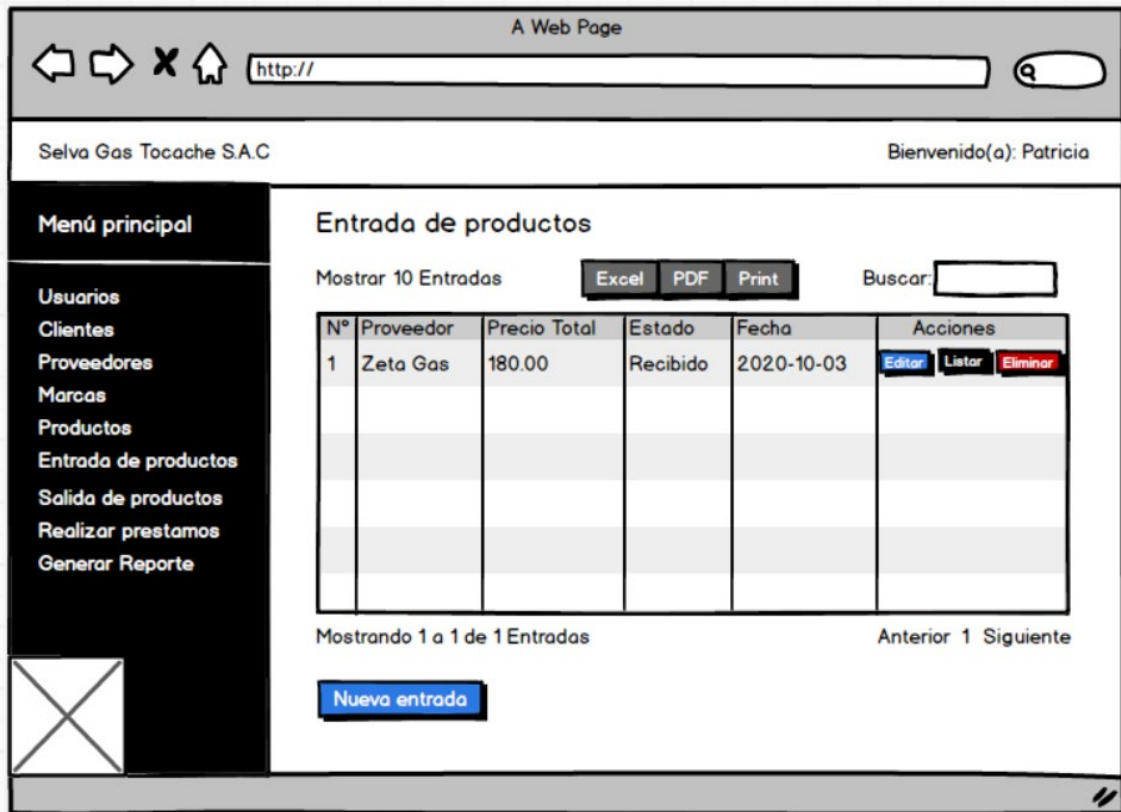 A Web Page
http://
Selva Gas Tocache S.A.C
Bienvenido(a): Patricia
Menú principal
Usuarios
Clientes
Proveedores
Marcas
Productos
Entrada de productos
Salida de productos
Realizar prestamos
Generar Reporte
Entrada de productos
Mostrar 10 Entradas
Excel PDF Print
Buscar:
Nº Proveedor Precio Total Estado Fecha Acciones
1 Zeta Gas 180.00 Recibido 2020-10-03 Editar Listar Eliminar
Mostrando 1 a 1 de 1 Entradas
Anterior 1 Siguiente
Nueva entrada